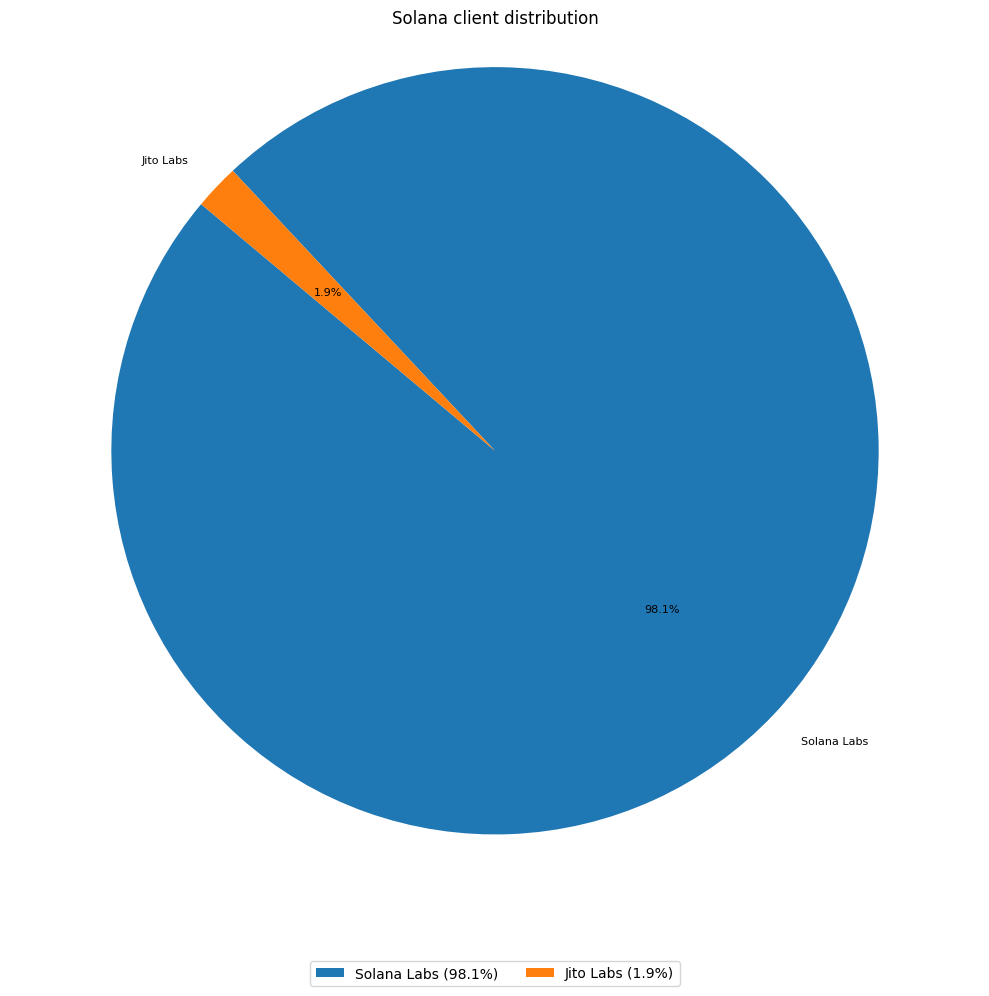 Solana client distribution
Jito Labs
1.9%
98.1%
Solana Labs
Solana Labs (98.1%)
Jito Labs (1.9%)